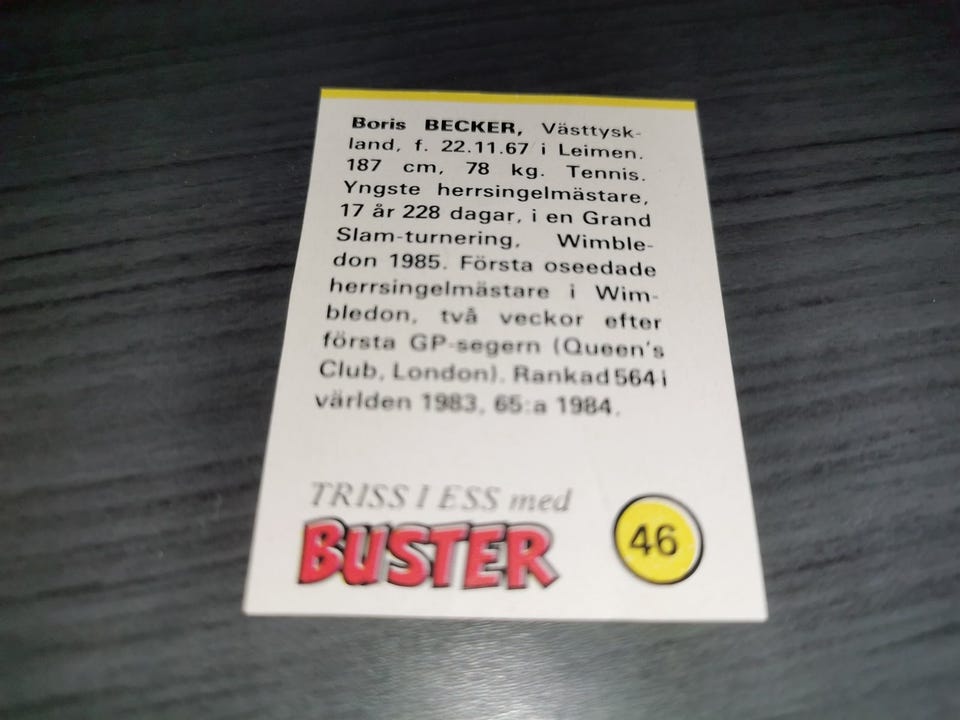 Boris BECKER, Västtysk-
land, f. 22.11.67 i Leimen.
187 cm, 78 kg. Tennis.
Yngste herrsingelmästare,
17 år 228 dagar, i en Grand
Slam-turnering, Wimble-
don 1985. Första oseedade
herrsingelmästare i Wim-
bledon, två veckor efter
första GP-segern (Queen's
Club, London). Rankad 564 i
världen 1983, 65:a 1984.
TRISS I ESS med
BUSTER
46